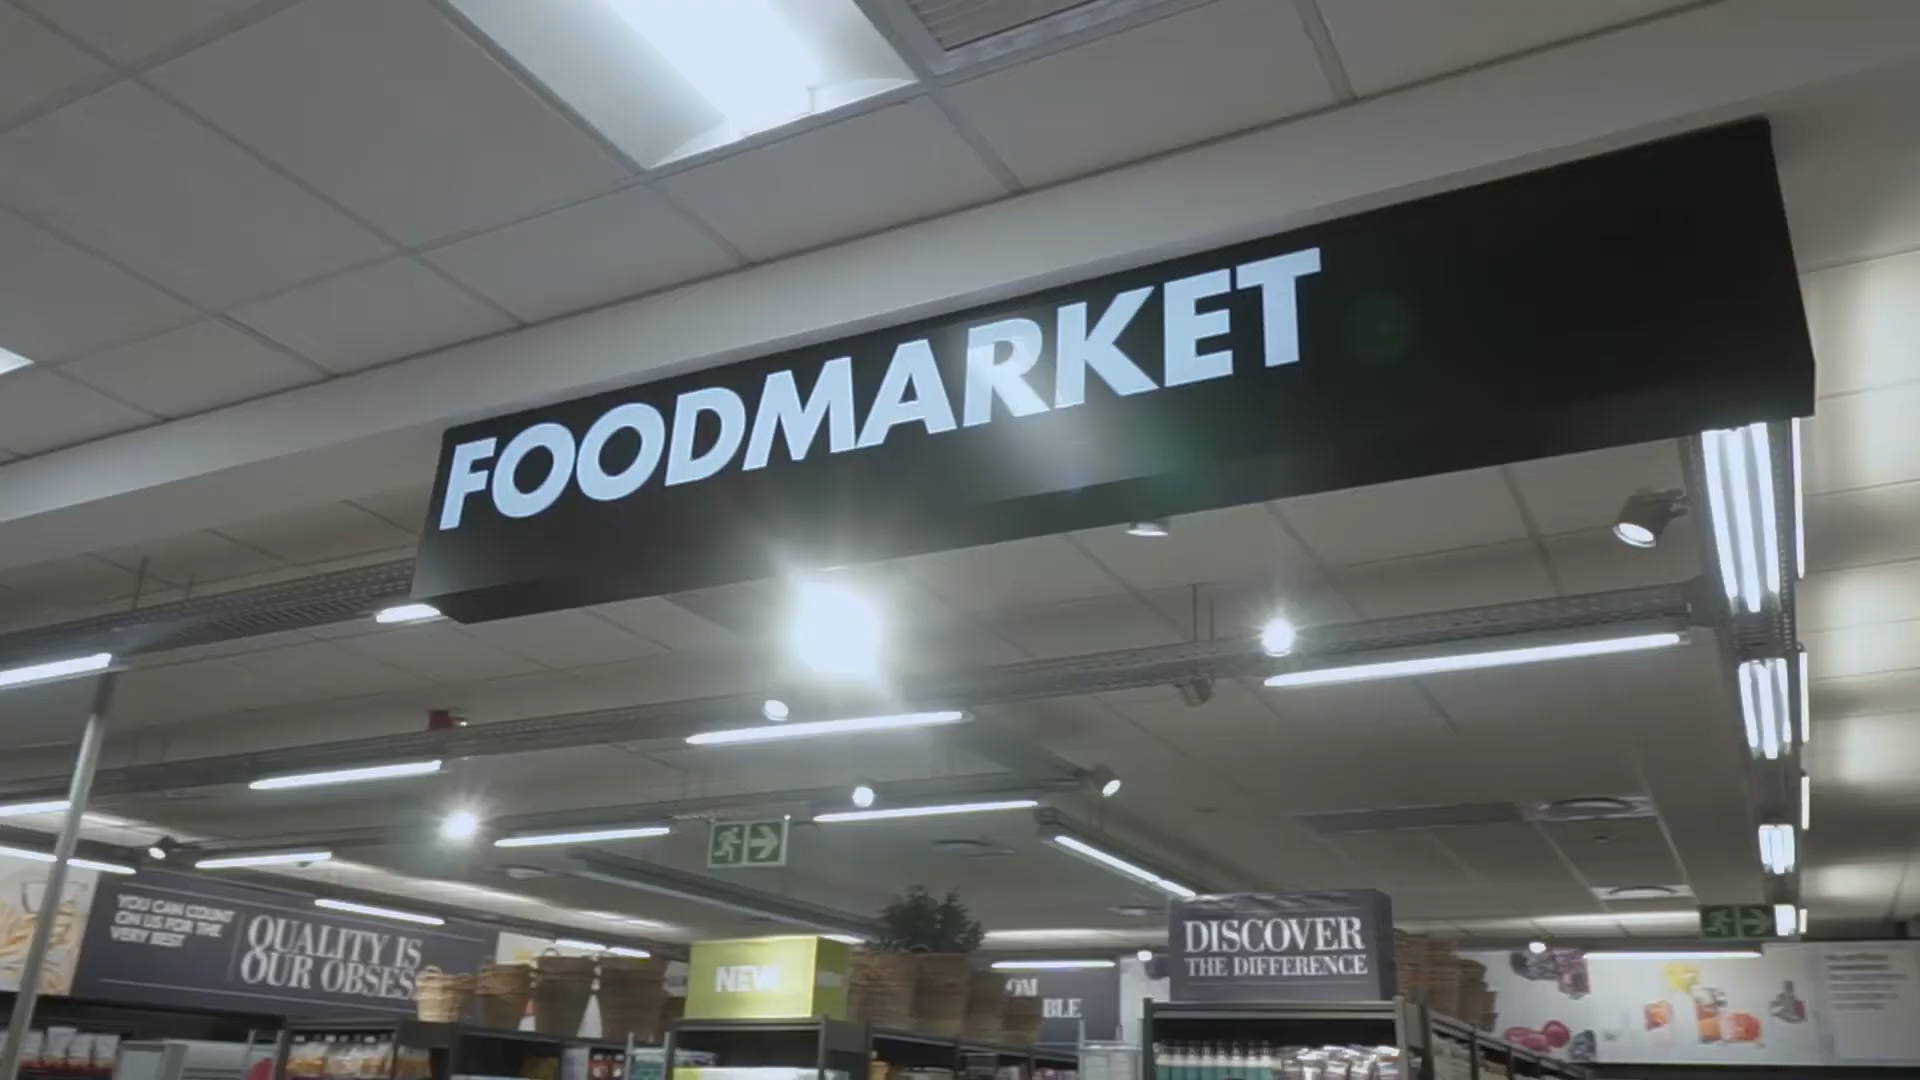 FOODMARKET
YOU CAN COUNT
ON US FOR THE
VERY BEST
QUALITY IS
OUR OBSES
NEW
DISCOVER
THE DIFFERENCE